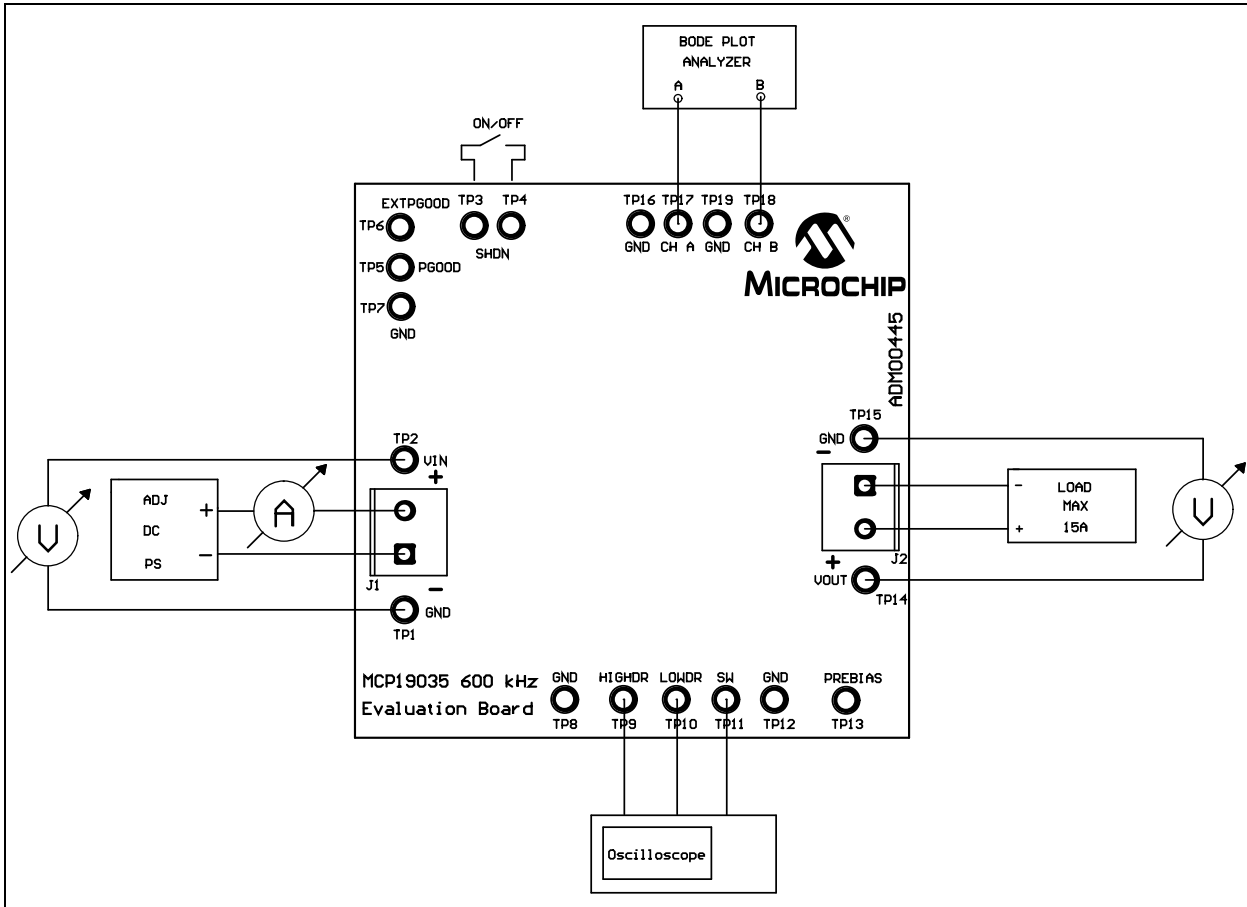 BODE PLOT
ANALYZER
A B
ON/OFF
EXTPGOOD TP3 TP4
TP6
SHDN
TP5 PGOOD
TP7
GND
TP16 TP17 TP19 TP18
GND CH A GND CH B
®
MICROCHIP
ADM00445
TP2
VIN
+
ADJ
DC
PS
+
-
A
V
J1
-
GND
TP1
TP15
GND
-
-
LOAD
MAX
15A
+
V
J2
+
VOUT
TP14
MCP19035 600 kHz
Evaluation Board
GND HIGHDR LOWDR SW GND PREBIAS
TP8 TP9 TP10 TP11 TP12 TP13
Oscilloscope